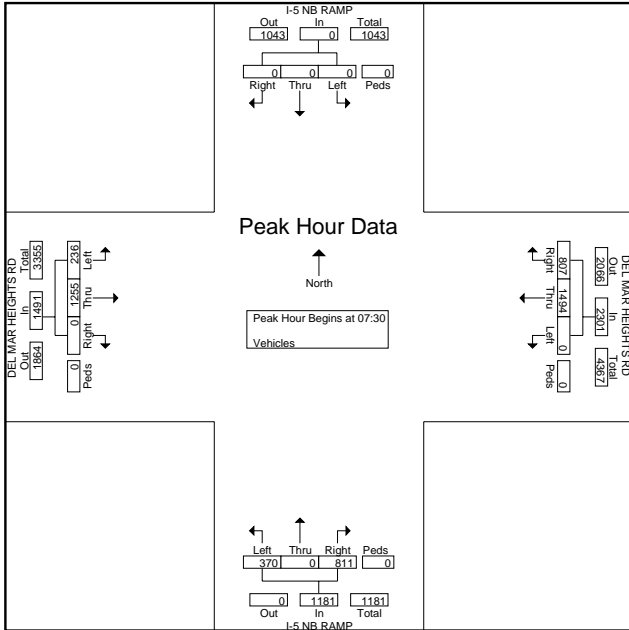 I-5 NB RAMP
Out In Total
1043 0 1043
0 0 0 0
Right Thru Left Peds
Peak Hour Data
North
Peak Hour Begins at 07:30
Vehicles
DEL MAR HEIGHTS RD
Out In Total
1864 1491 3355
Left Thru Right Peds
236 1255 0 0
DEL MAR HEIGHTS RD
Out In Total
2066 2301 4367
Right Thru Left Peds
807 1494 0 0
Left Thru Right Peds
370 0 811 0
0 1181 1181
Out In Total
I-5 NB RAMP